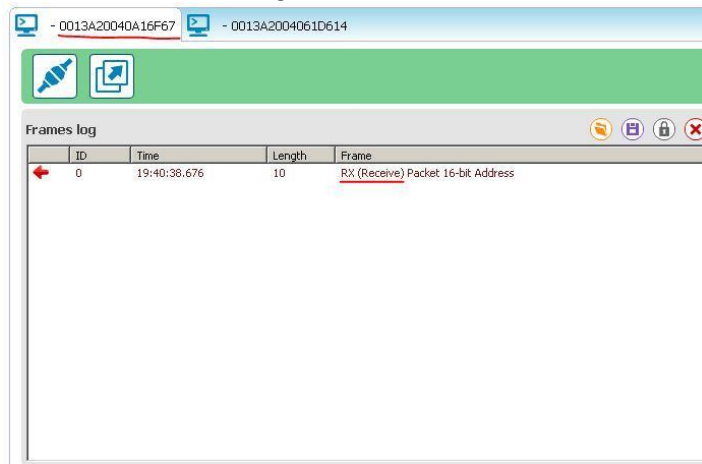 - 0013A20040A16F67 - 0013A2004061D614
Frames log
ID Time Length Frame
0 19:40:38.676 10 RX (Receive) Packet 16-bit Address